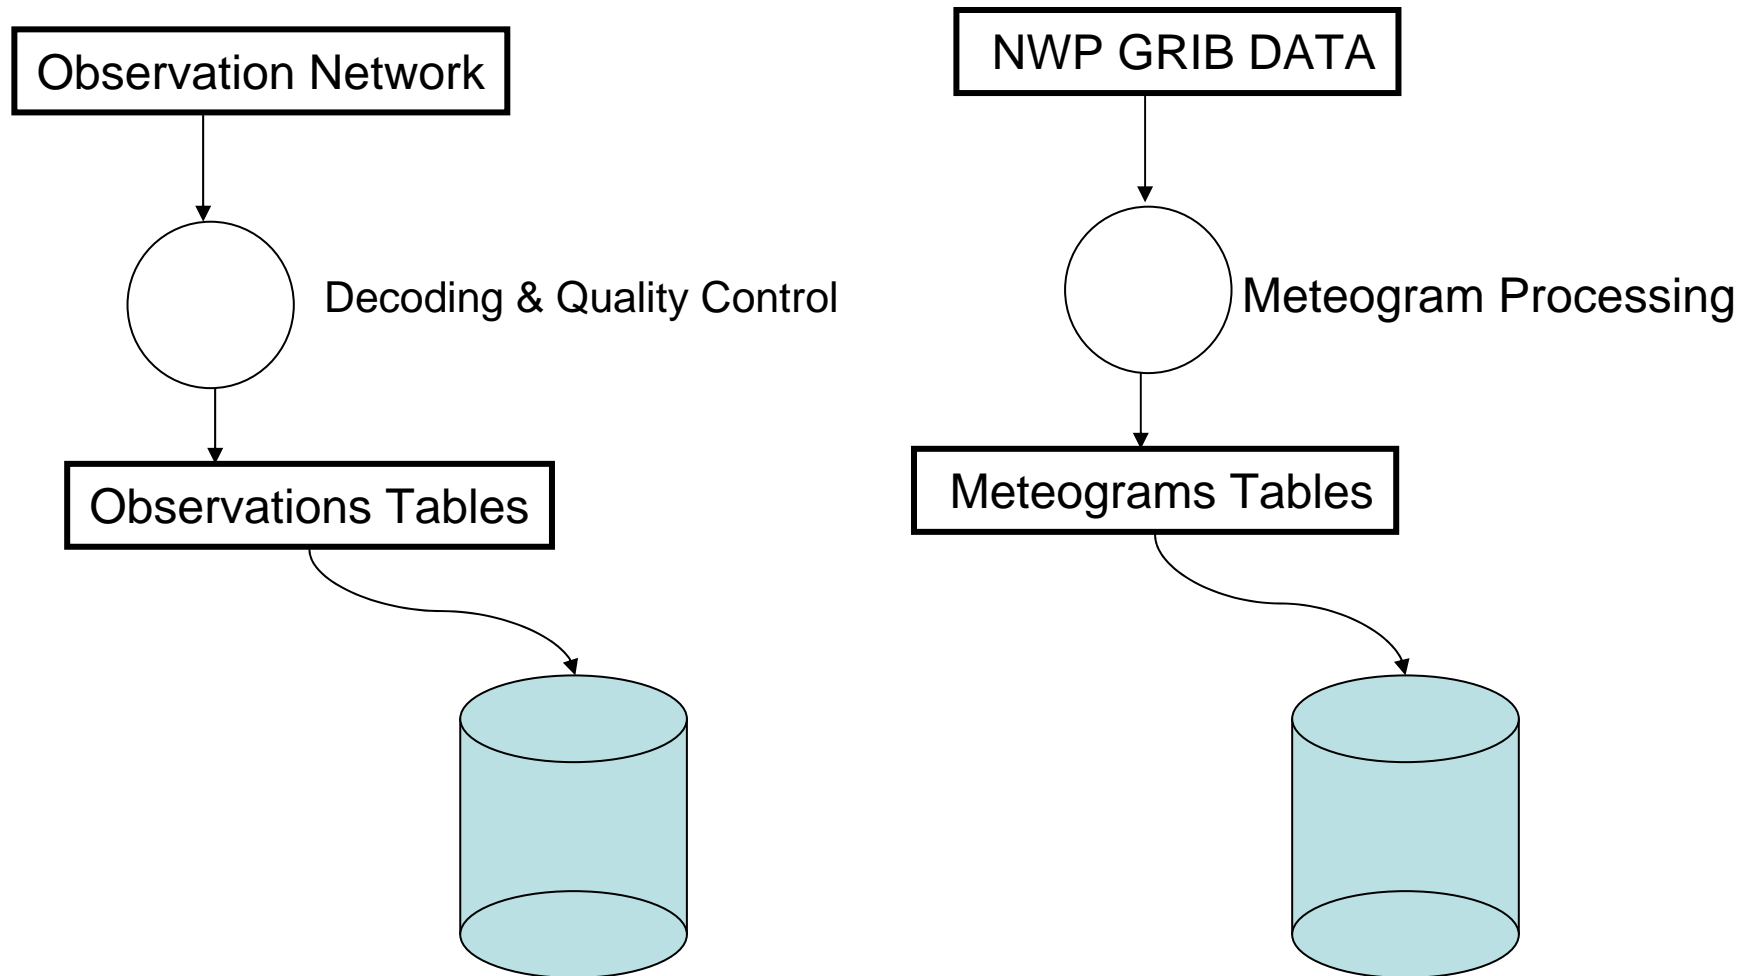 Observation Network
NWP GRIB DATA
Decoding & Quality Control
Meteogram Processing
Observations Tables
Meteograms Tables